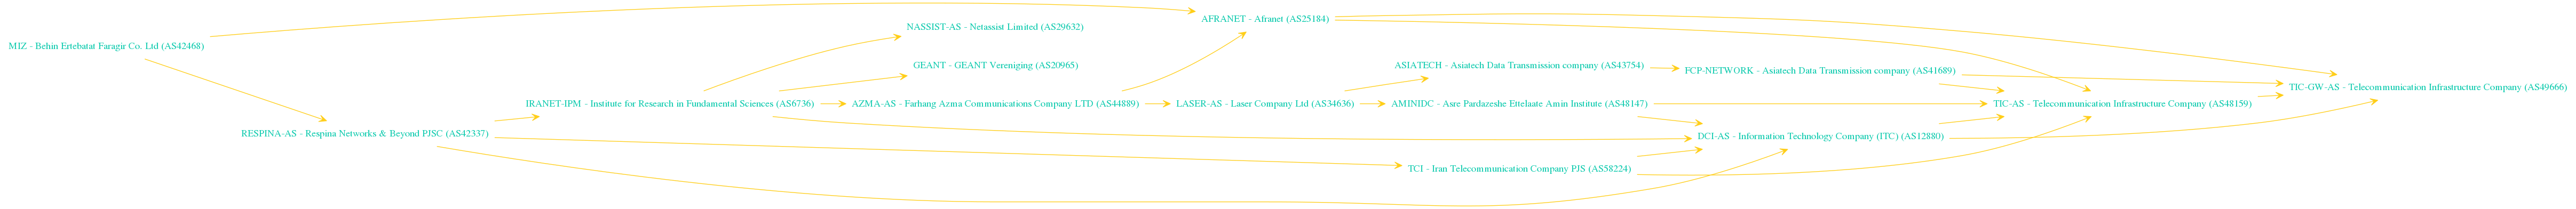 MIZ - Behin Ertebatat Faragir Co. Ltd (AS42468)
RESPINA-AS - Respina Networks & Beyond PJSC (AS42337)
IRANET-IPM - Institute for Research in Fundamental Sciences (AS6736)
NASSIST-AS - Netassist Limited (AS29632)
GEANT - GEANT Vereniging (AS20965)
AZMA-AS - Farhang Azma Communications Company LTD (AS44889)
AFRANET - Afranet (AS25184)
LASER-AS - Laser Company Ltd (AS34636)
ASIATECH - Asiatech Data Transmission company (AS43754)
AMINIDC - Asre Pardazeshe Ettelaate Amin Institute (AS48147)
TCI - Iran Telecommunication Company PJS (AS58224)
FCP-NETWORK - Asiatech Data Transmission company (AS41689)
DCI-AS - Information Technology Company (ITC) (AS12880)
TIC-AS - Telecommunication Infrastructure Company (AS48159)
TIC-GW-AS - Telecommunication Infrastructure Company (AS49666)